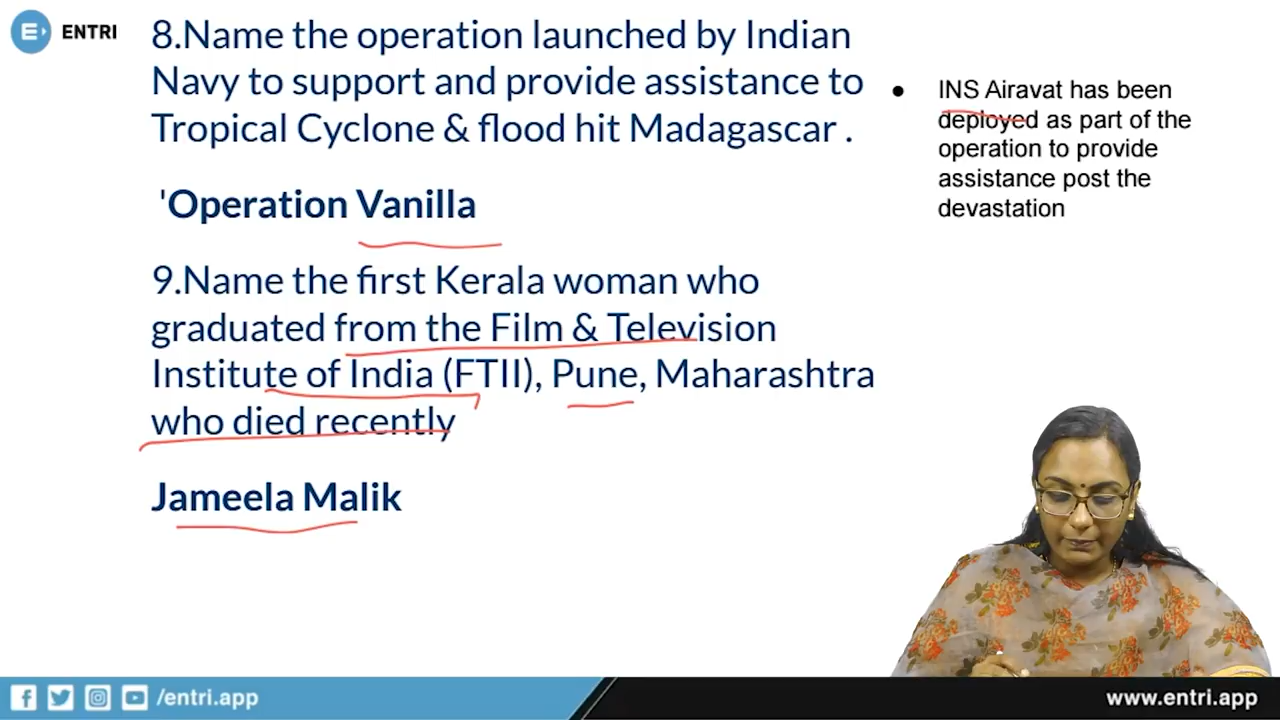 ENTRI
8.Name the operation launched by Indian
Navy to support and provide assistance to
Tropical Cyclone & flood hit Madagascar .
'Operation Vanilla
9.Name the first Kerala woman who
graduated from the Film & Television
Institute of India (FTII), Pune, Maharashtra
who died recently
Jameela Malik
● INS Airavat has been
deployed as part of the
operation to provide
assistance post the
devastation
/entri.app
www.entri.app